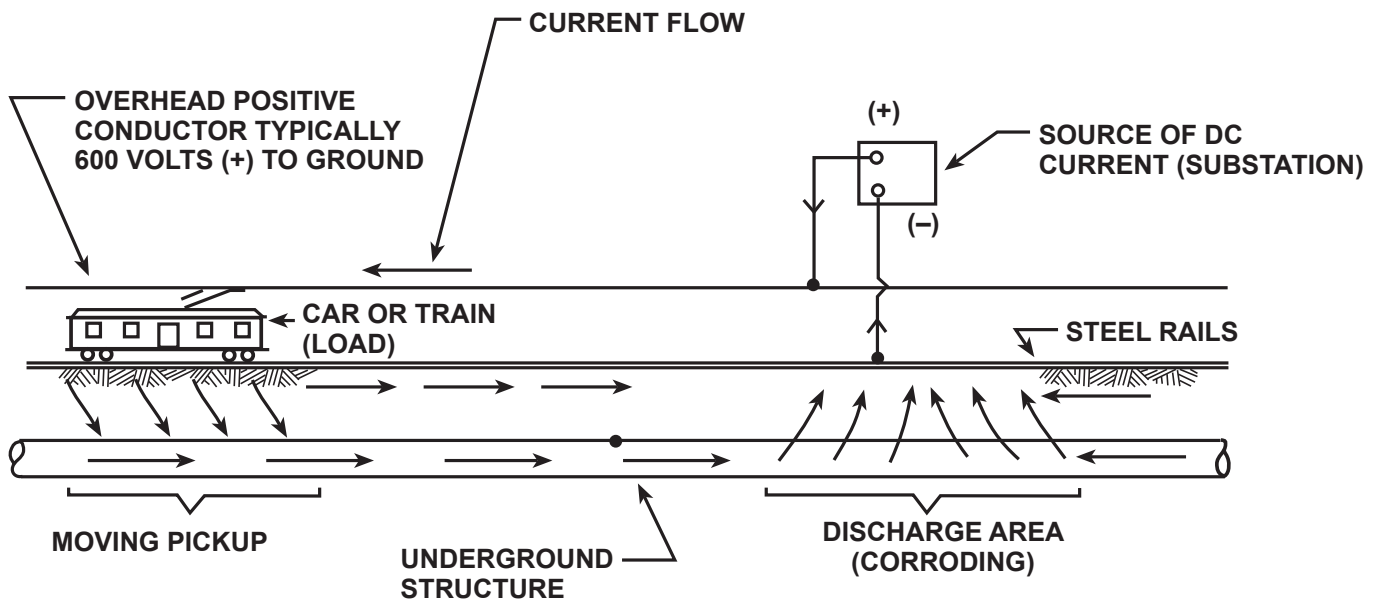 CURRENT FLOW
OVERHEAD POSITIVE
CONDUCTOR TYPICALLY
600 VOLTS (+) TO GROUND
(+)
SOURCE OF DC
CURRENT (SUBSTATION)
(–)
CAR OR TRAIN
(LOAD)
STEEL RAILS
MOVING PICKUP
UNDERGROUND
STRUCTURE
DISCHARGE AREA
(CORRODING)